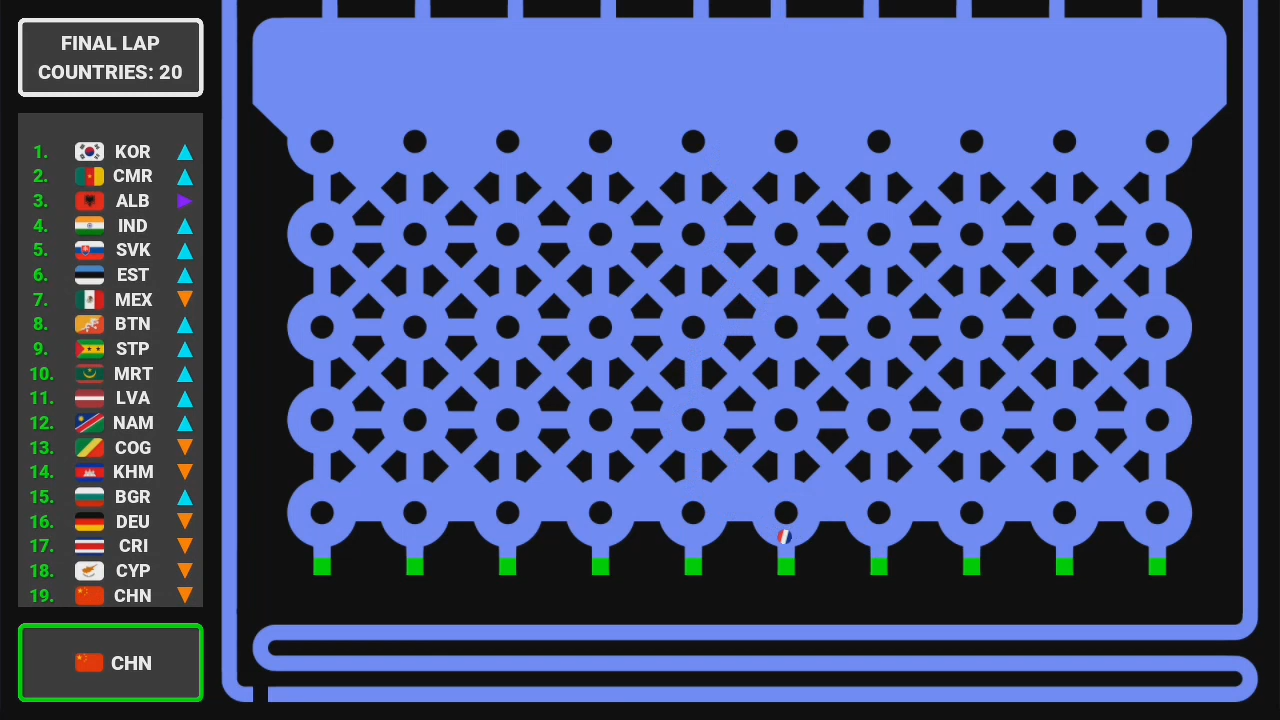 FINAL LAP
COUNTRIES: 20
1. KOR
2. CMR
3. ALB
4. IND
5. SVK
6. EST
7. MEX
8. BTN
9. STP
10. MRT
11. LVA
12. NAM
13. COG
14. KHM
15. BGR
16. DEU
17. CRI
18. CYP
19. CHN
CHN